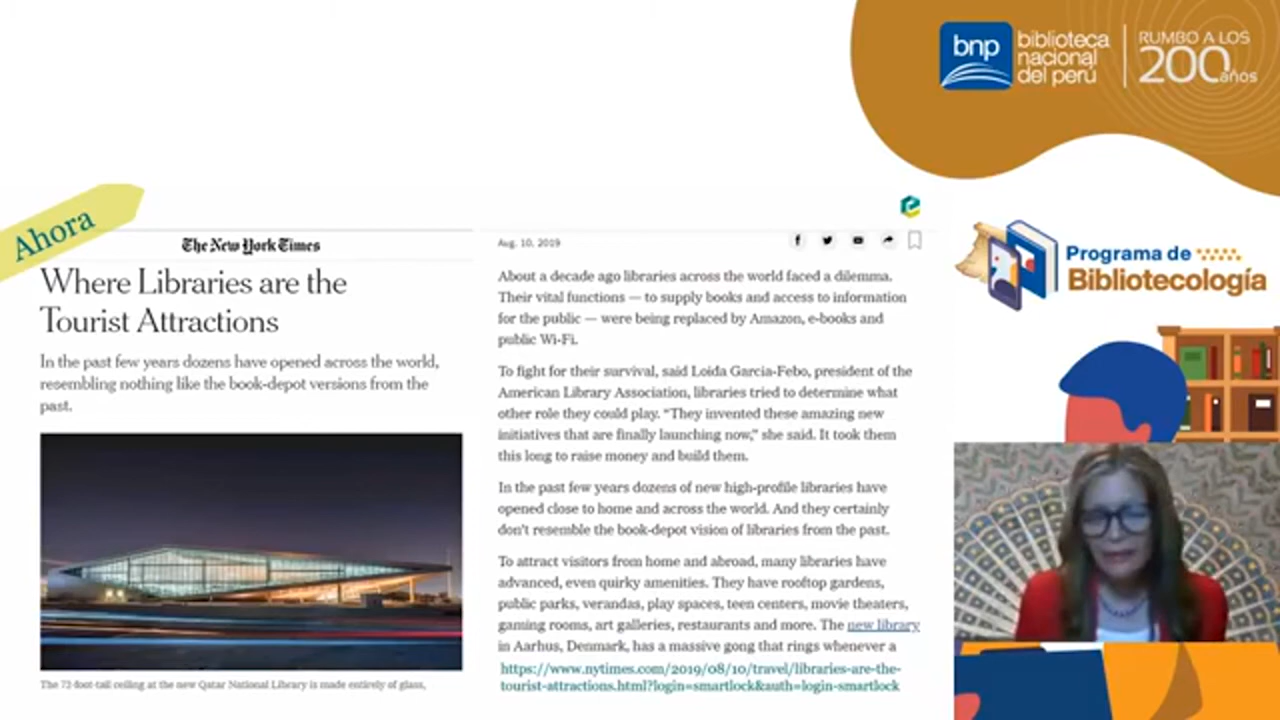 bnp
biblioteca
nacional
del perú
RUMBO A LOS
200
años
Programa de
Bibliotecología
Ahora
The New York Times
Where Libraries are the
Tourist Attractions
In the past few years dozens have opened across the world,
resembling nothing like the book-depot versions from the
past.
The 72-foot-tall ceiling at the new Qatar National Library is made entirely of glass,
Aug. 10, 2019
About a decade ago libraries across the world faced a dilemma.
Their vital functions — to supply books and access to information
for the public — were being replaced by Amazon, e-books and
public Wi-Fi.
To fight for their survival, said Loida Garcia-Febo, president of the
American Library Association, libraries tried to determine what
other role they could play. “They invented these amazing new
initiatives that are finally launching now,” she said. It took them
this long to raise money and build them.
In the past few years dozens of new high-profile libraries have
opened close to home and across the world. And they certainly
don’t resemble the book-depot vision of libraries from the past.
To attract visitors from home and abroad, many libraries have
advanced, even quirky amenities. They have rooftop gardens,
public parks, verandas, play spaces, teen centers, movie theaters,
gaming rooms, art galleries, restaurants and more. The new library
in Aarhus, Denmark, has a massive gong that rings whenever a
https://www.nytimes.com/2019/08/10/travel/libraries-are-the-
tourist-attractions.html?login=smartlock&auth=login-smartlock